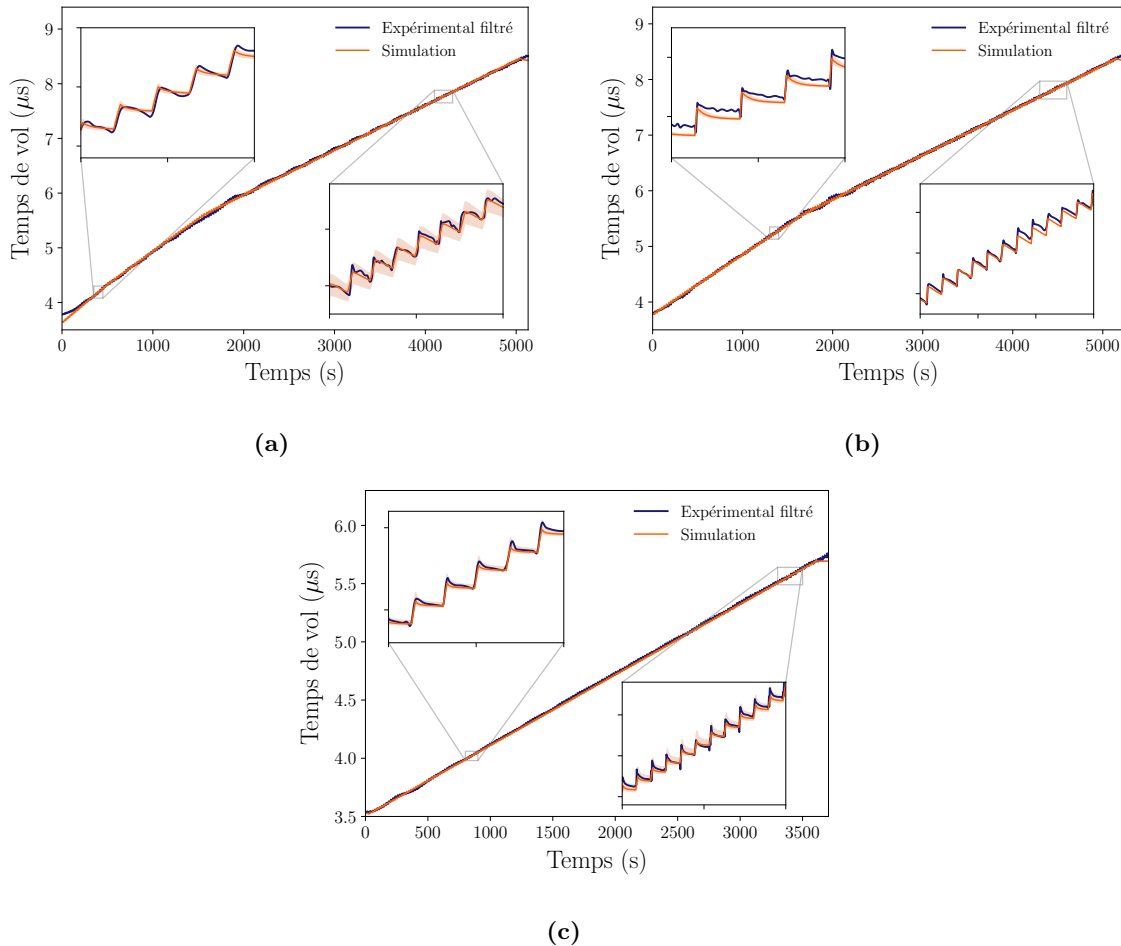 Expérimental filtré
Simulation
9
8
7
6
5
4
Temps de vol (μs)
0 1000 2000 3000 4000 5000
Temps (s)
(a)
Expérimental filtré
Simulation
9
8
7
6
5
4
Temps de vol (μs)
0 1000 2000 3000 4000 5000
Temps (s)
(b)
Expérimental filtré
Simulation
6.0
5.5
5.0
4.5
4.0
3.5
Temps de vol (μs)
0 500 1000 1500 2000 2500 3000 3500
Temps (s)
(c)